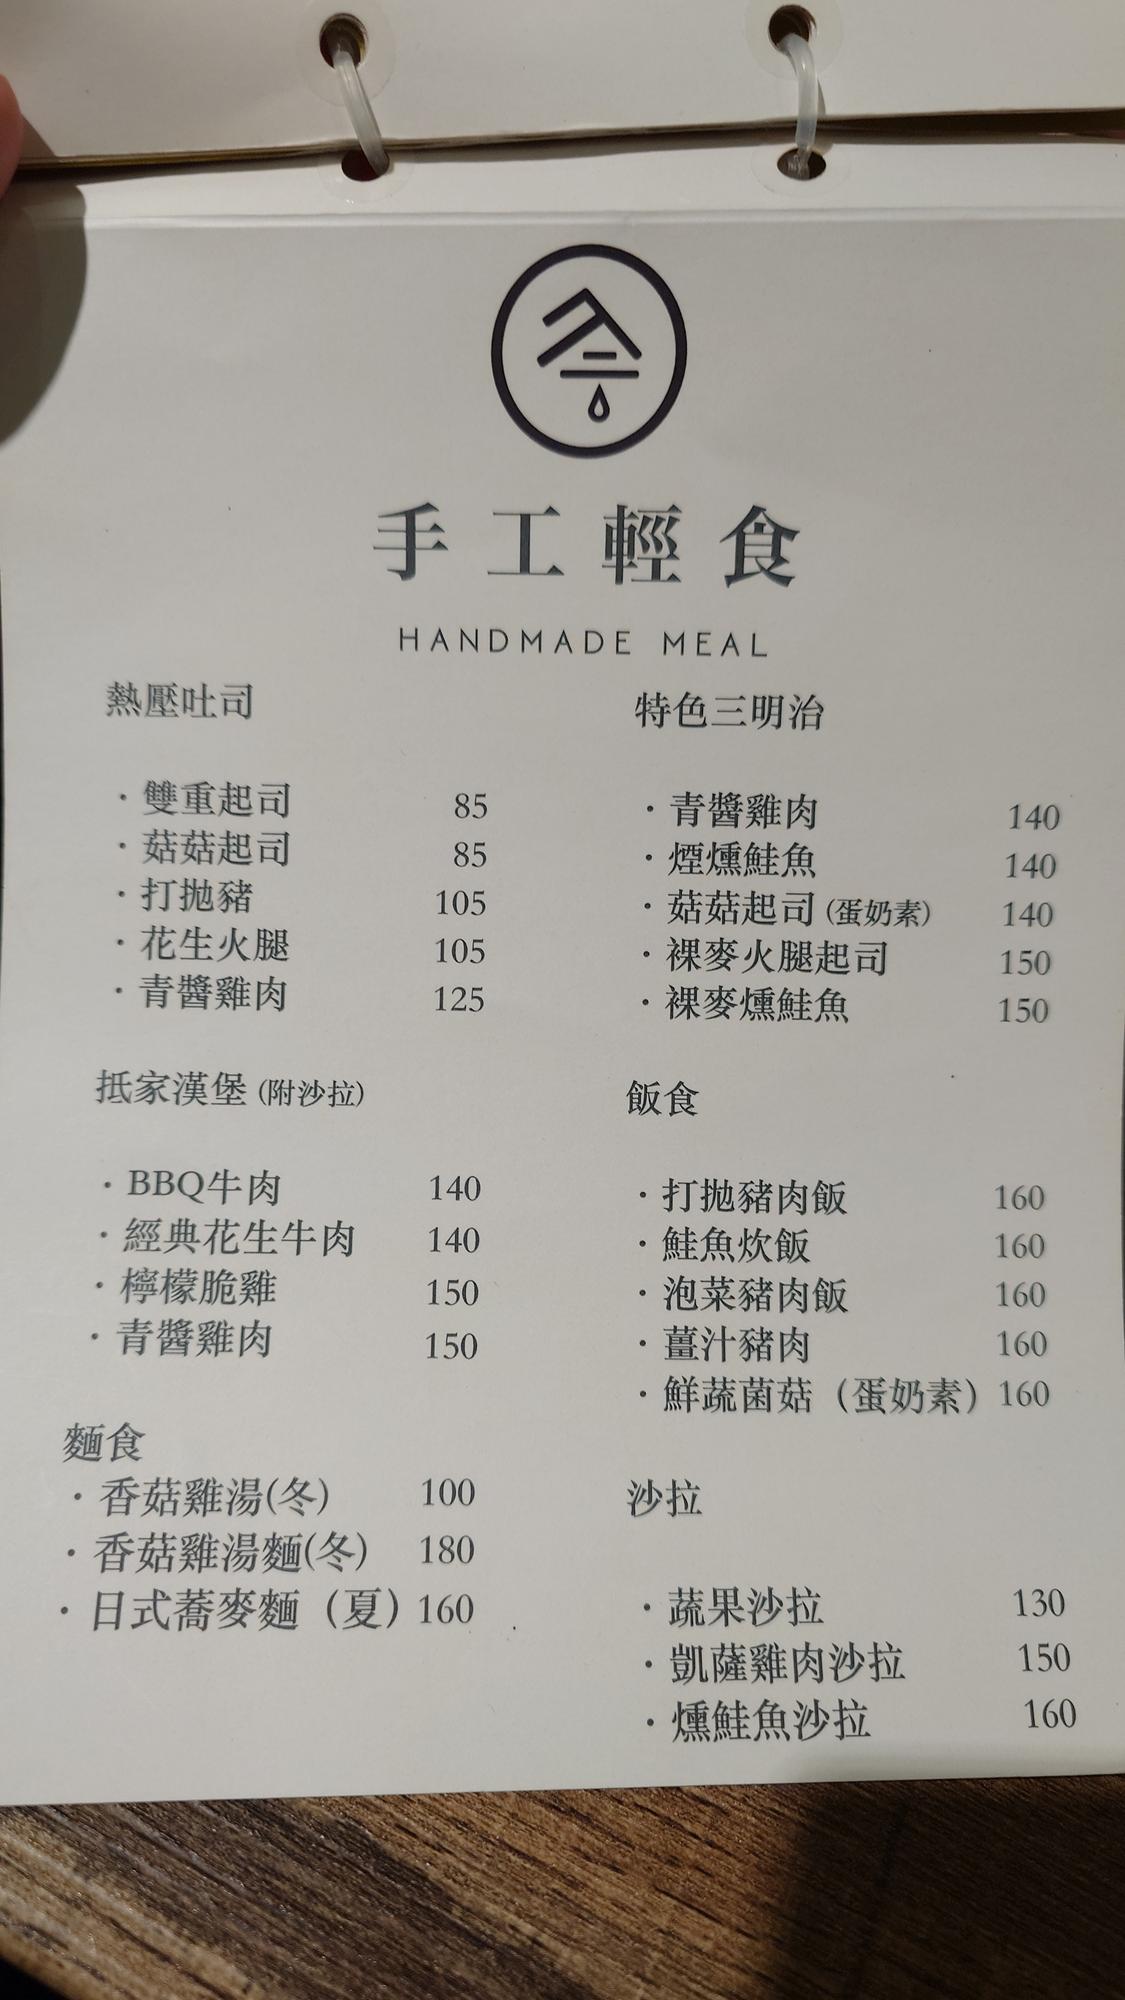 手工輕食
HANDMADE MEAL
熱壓吐司
・雙重起司 85
・菇菇起司 85
・打拋豬 105
・花生火腿 105
・青醬雞肉 125
抵家漢堡 (附沙拉)
・BBQ牛肉 140
・經典花生牛肉 140
・檸檬脆雞 150
・青醬雞肉 150
麵食
・香菇雞湯(冬) 100
・香菇雞湯麵(冬) 180
・日式蕎麥麵（夏）160
特色三明治
・青醬雞肉 140
・煙燻鮭魚 140
・菇菇起司 (蛋奶素) 140
・裸麥火腿起司 150
・裸麥燻鮭魚 150
飯食
・打拋豬肉飯 160
・鮭魚炊飯 160
・泡菜豬肉飯 160
・薑汁豬肉 160
・鮮蔬菌菇（蛋奶素）160
沙拉
・蔬果沙拉 130
・凱薩雞肉沙拉 150
・燻鮭魚沙拉 160